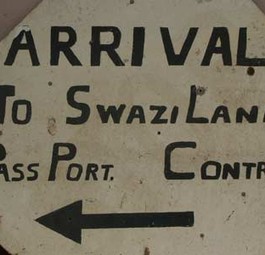 ARRIVAL
TO SWAZILAN
PASS PORT. CONTR